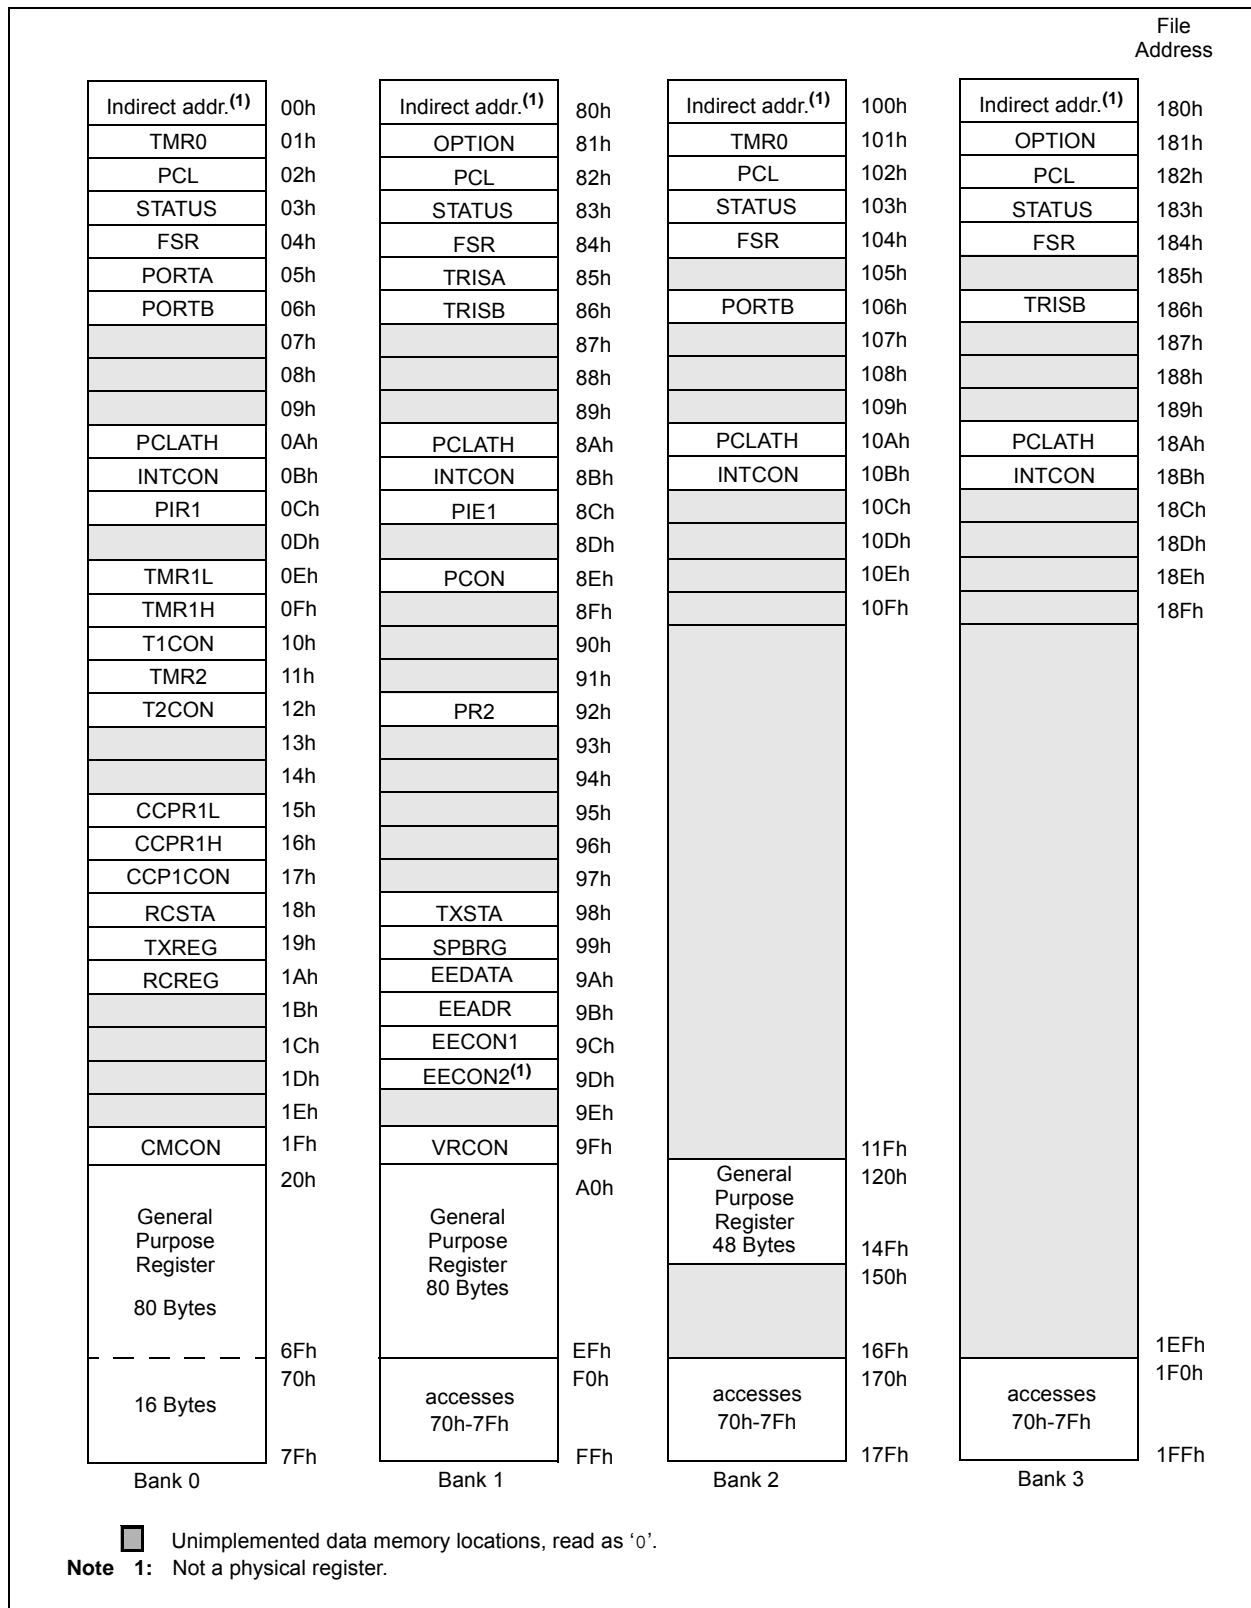 File
Address
Indirect addr.(1) 00h
TMR0 01h
PCL 02h
STATUS 03h
FSR 04h
PORTA 05h
PORTB 06h
07h
08h
09h
PCLATH 0Ah
INTCON 0Bh
PIR1 0Ch
0Dh
TMR1L 0Eh
TMR1H 0Fh
T1CON 10h
TMR2 11h
T2CON 12h
13h
14h
CCPR1L 15h
CCPR1H 16h
CCP1CON 17h
RCSTA 18h
TXREG 19h
RCREG 1Ah
1Bh
1Ch
1Dh
1Eh
CMCON 1Fh
20h
General
Purpose
Register
80 Bytes
6Fh
70h
16 Bytes
7Fh
Bank 0
Indirect addr.(1) 80h
OPTION 81h
PCL 82h
STATUS 83h
FSR 84h
TRISA 85h
TRISB 86h
87h
88h
89h
PCLATH 8Ah
INTCON 8Bh
PIE1 8Ch
8Dh
PCON 8Eh
8Fh
90h
91h
PR2 92h
93h
94h
95h
96h
97h
TXSTA 98h
SPBRG 99h
EEDATA 9Ah
EEADR 9Bh
EECON1 9Ch
EECON2(1) 9Dh
9Eh
VRCON 9Fh
A0h
General
Purpose
Register
80 Bytes
EFh
F0h
accesses
70h-7Fh
FFh
Bank 1
Indirect addr.(1) 100h
TMR0 101h
PCL 102h
STATUS 103h
FSR 104h
105h
PORTB 106h
107h
108h
109h
PCLATH 10Ah
INTCON 10Bh
10Ch
10Dh
10Eh
10Fh
11Fh
General 120h
Purpose
Register
48 Bytes 14Fh
150h
16Fh
170h
accesses
70h-7Fh
17Fh
Bank 2
Indirect addr.(1) 180h
OPTION 181h
PCL 182h
STATUS 183h
FSR 184h
185h
TRISB 186h
187h
188h
189h
PCLATH 18Ah
INTCON 18Bh
18Ch
18Dh
18Eh
18Fh
1EFh
1F0h
accesses
70h-7Fh
1FFh
Bank 3
Unimplemented data memory locations, read as ‘0’.
Note 1: Not a physical register.